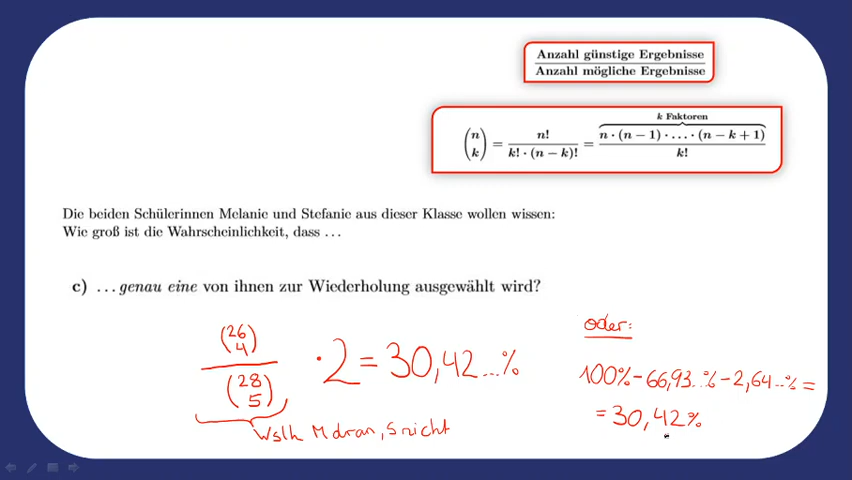 Anzahl günstige Ergebnisse
Anzahl mögliche Ergebnisse
k Faktoren
(n k) = n! / (k! · (n − k)!) = n · (n − 1) · … · (n − k + 1) / k!
Die beiden Schülerinnen Melanie und Stefanie aus dieser Klasse wollen wissen:
Wie groß ist die Wahrscheinlichkeit, dass …
c) …genau eine von ihnen zur Wiederholung ausgewählt wird?
(26 4) / (28 5) · 2 = 30,42...%
Wslh M dran, S nicht
oder:
100% − 66,93...% − 2,64...% =
= 30,42%